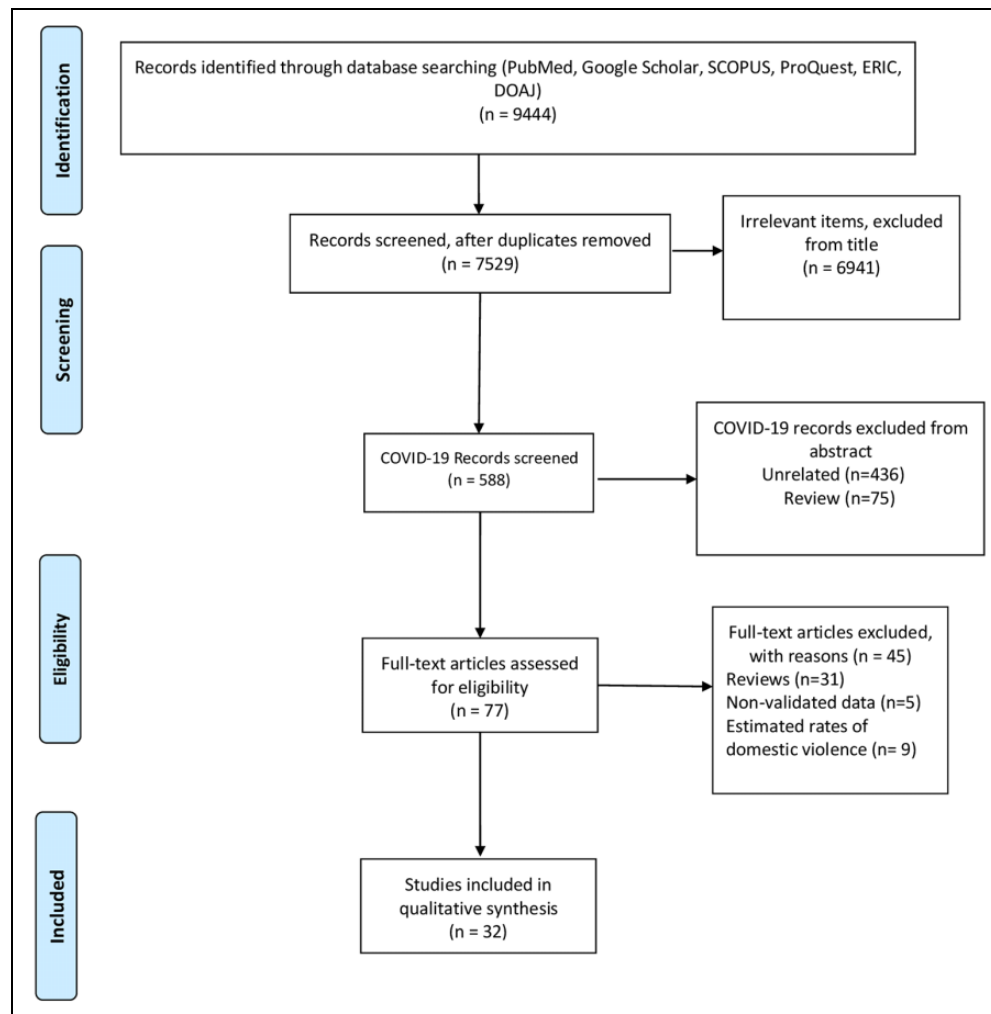 Identification
Records identified through database searching (PubMed, Google Scholar, SCOPUS, ProQuest, ERIC,
DOAJ)
(n = 9444)
Screening
Records screened, after duplicates removed
(n = 7529)
Irrelevant items, excluded
from title
(n = 6941)
COVID-19 Records screened
(n = 588)
COVID-19 records excluded from
abstract
Unrelated (n=436)
Review (n=75)
Eligibility
Full-text articles assessed
for eligibility
(n = 77)
Full-text articles excluded,
with reasons (n = 45)
Reviews (n=31)
Non-validated data (n=5)
Estimated rates of
domestic violence (n= 9)
Included
Studies included in
qualitative synthesis
(n = 32)